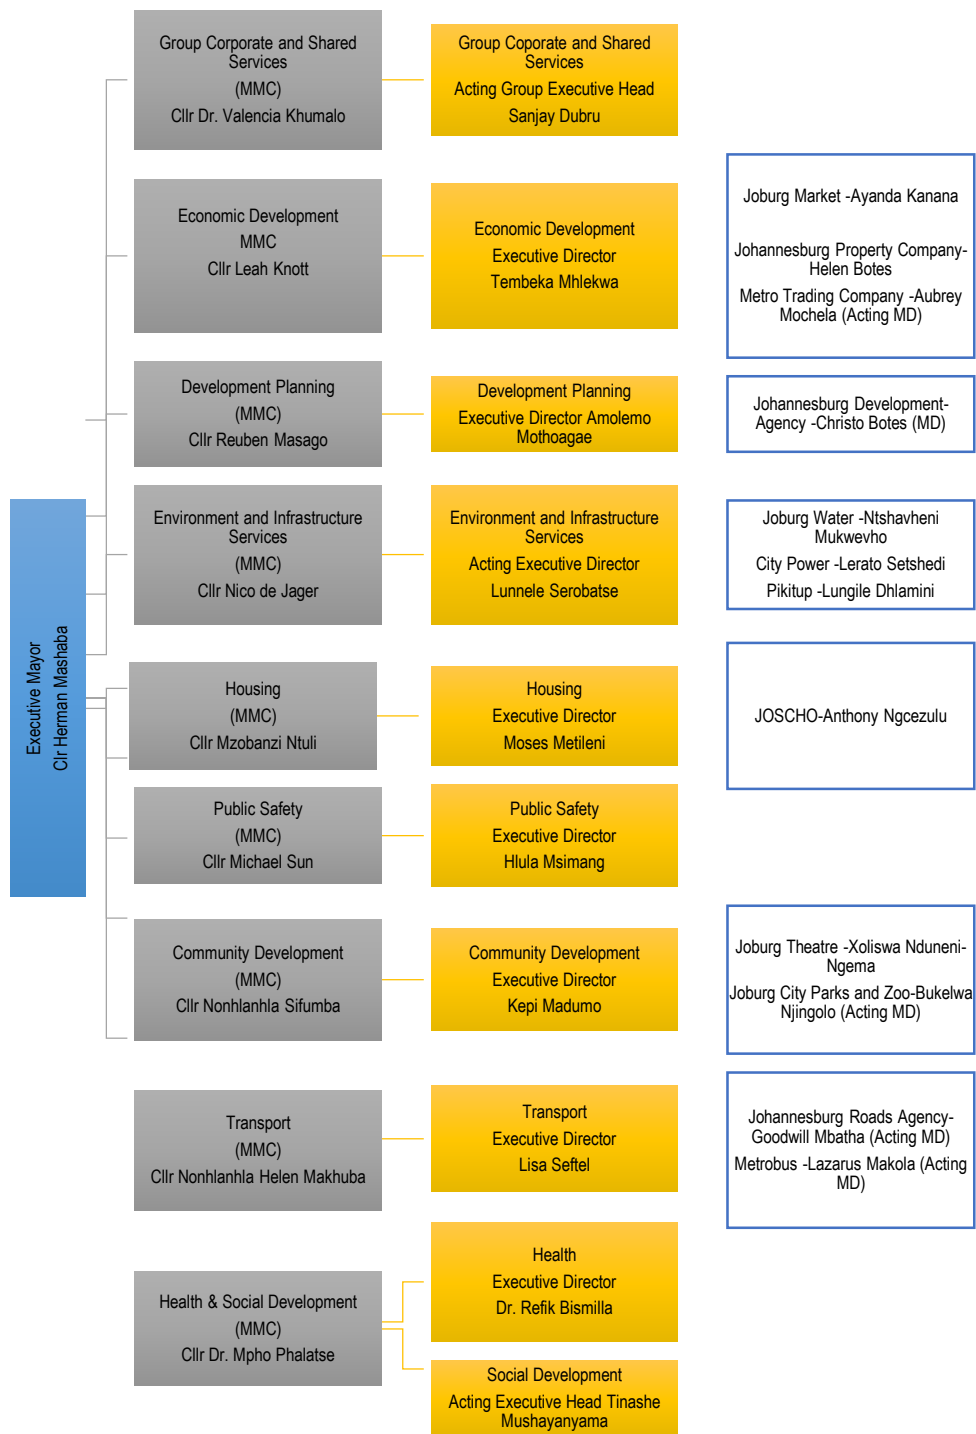 Executive Mayor
Clr Herman Mashaba
Group Corporate and Shared
Services
(MMC)
Cllr Dr. Valencia Khumalo
Group Coporate and Shared
Services
Acting Group Executive Head
Sanjay Dubru
Economic Development
MMC
Cllr Leah Knott
Economic Development
Executive Director
Tembeka Mhlekwa
Joburg Market -Ayanda Kanana
Johannesburg Property Company-
Helen Botes
Metro Trading Company -Aubrey
Mochela (Acting MD)
Development Planning
(MMC)
Cllr Reuben Masago
Development Planning
Executive Director Amolemo
Mothoagae
Johannesburg Development-
Agency -Christo Botes (MD)
Environment and Infrastructure
Services
(MMC)
Cllr Nico de Jager
Environment and Infrastructure
Services
Acting Executive Director
Lunnele Serobatse
Joburg Water -Ntshavheni
Mukwevho
City Power -Lerato Setshedi
Pikitup -Lungile Dhlamini
Housing
(MMC)
Cllr Mzobanzi Ntuli
Housing
Executive Director
Moses Metileni
JOSCHO-Anthony Ngcezulu
Public Safety
(MMC)
Cllr Michael Sun
Public Safety
Executive Director
Hlula Msimang
Community Development
(MMC)
Cllr Nonhlanhla Sifumba
Community Development
Executive Director
Kepi Madumo
Joburg Theatre -Xoliswa Nduneni-
Ngema
Joburg City Parks and Zoo-Bukelwa
Njingolo (Acting MD)
Transport
(MMC)
Cllr Nonhlanhla Helen Makhuba
Transport
Executive Director
Lisa Seftel
Johannesburg Roads Agency-
Goodwill Mbatha (Acting MD)
Metrobus -Lazarus Makola (Acting
MD)
Health & Social Development
(MMC)
Cllr Dr. Mpho Phalatse
Health
Executive Director
Dr. Refik Bismilla
Social Development
Acting Executive Head Tinashe
Mushayanyama